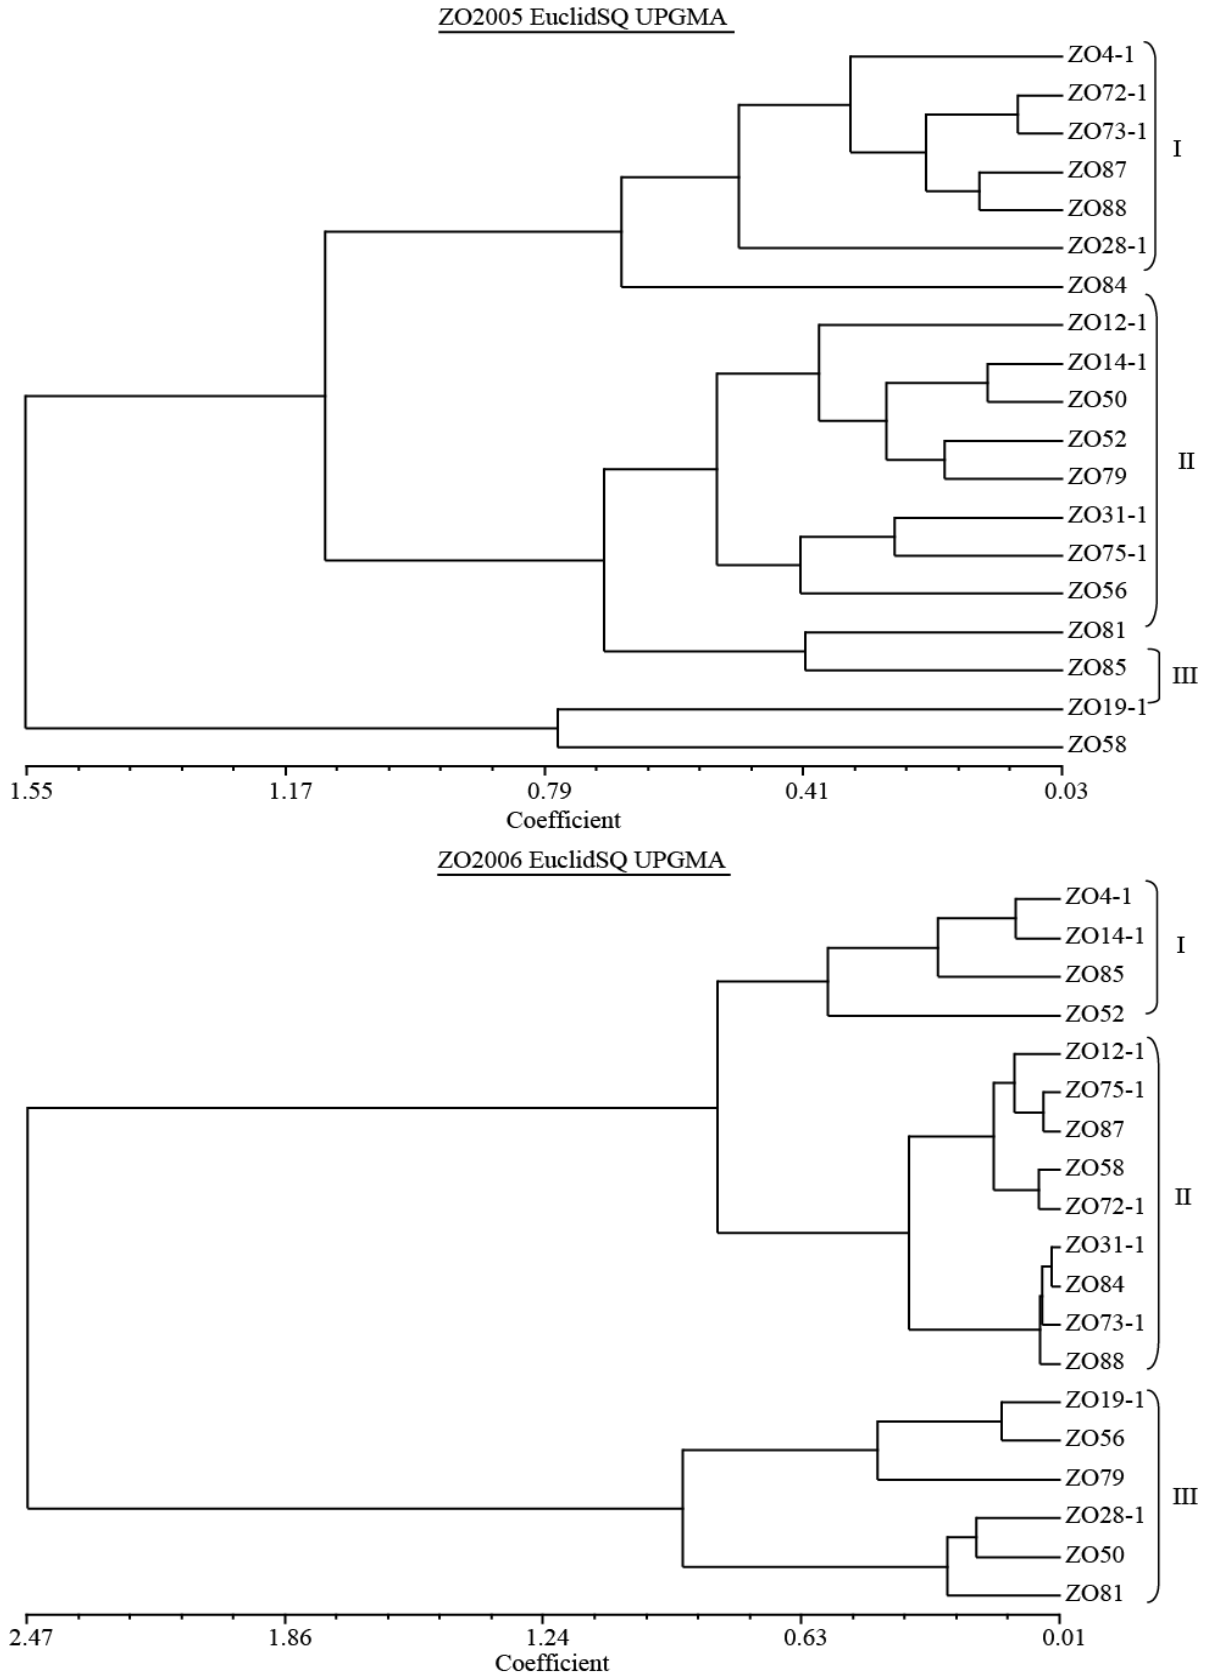 ZO2005 EuclidSQ UPGMA
ZO4-1
ZO72-1
ZO73-1
I
ZO87
ZO88
ZO28-1
ZO84
ZO12-1
ZO14-1
ZO50
ZO52
II
ZO79
ZO31-1
ZO75-1
ZO56
ZO81
ZO85
III
ZO19-1
ZO58
1.55 1.17 0.79 0.41 0.03
Coefficient
ZO2006 EuclidSQ UPGMA
ZO4-1
ZO14-1
I
ZO85
ZO52
ZO12-1
ZO75-1
ZO87
ZO58
II
ZO72-1
ZO31-1
ZO84
ZO73-1
ZO88
ZO19-1
ZO56
ZO79
III
ZO28-1
ZO50
ZO81
2.47 1.86 1.24 0.63 0.01
Coefficient